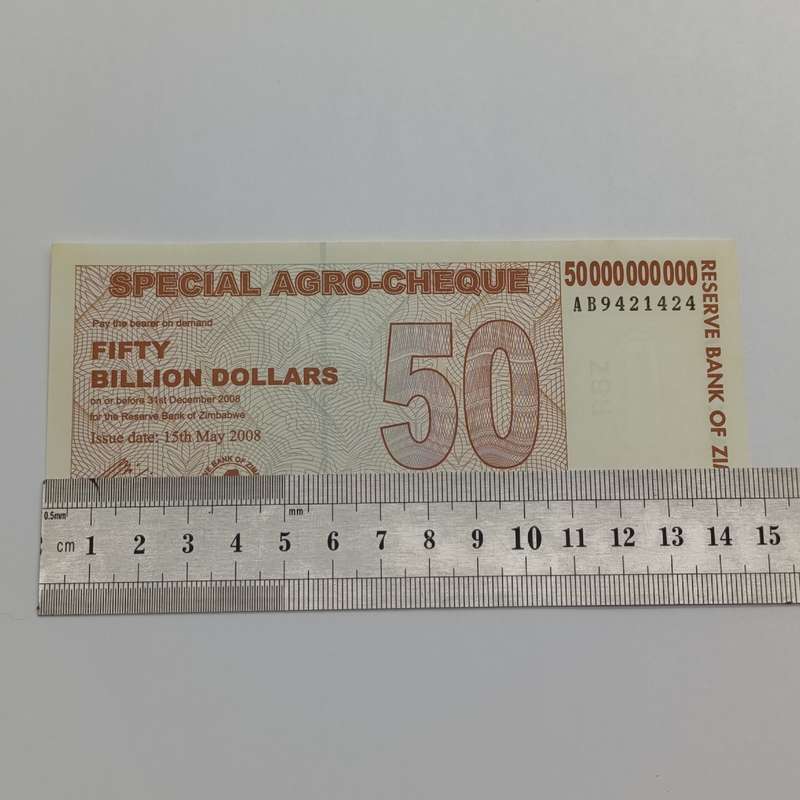 SPECIAL AGRO-CHEQUE
50000000000
AB9421424
Pay the bearer on demand
FIFTY
BILLION DOLLARS
on or before 31st December 2008
for the Reserve Bank of Zimbabwe
Issue date: 15th May 2008
50
RESERVE BANK OF
BANK OF
0.5mm
mm
cm 1 2 3 4 5 6 7 8 9 10 11 12 13 14 15